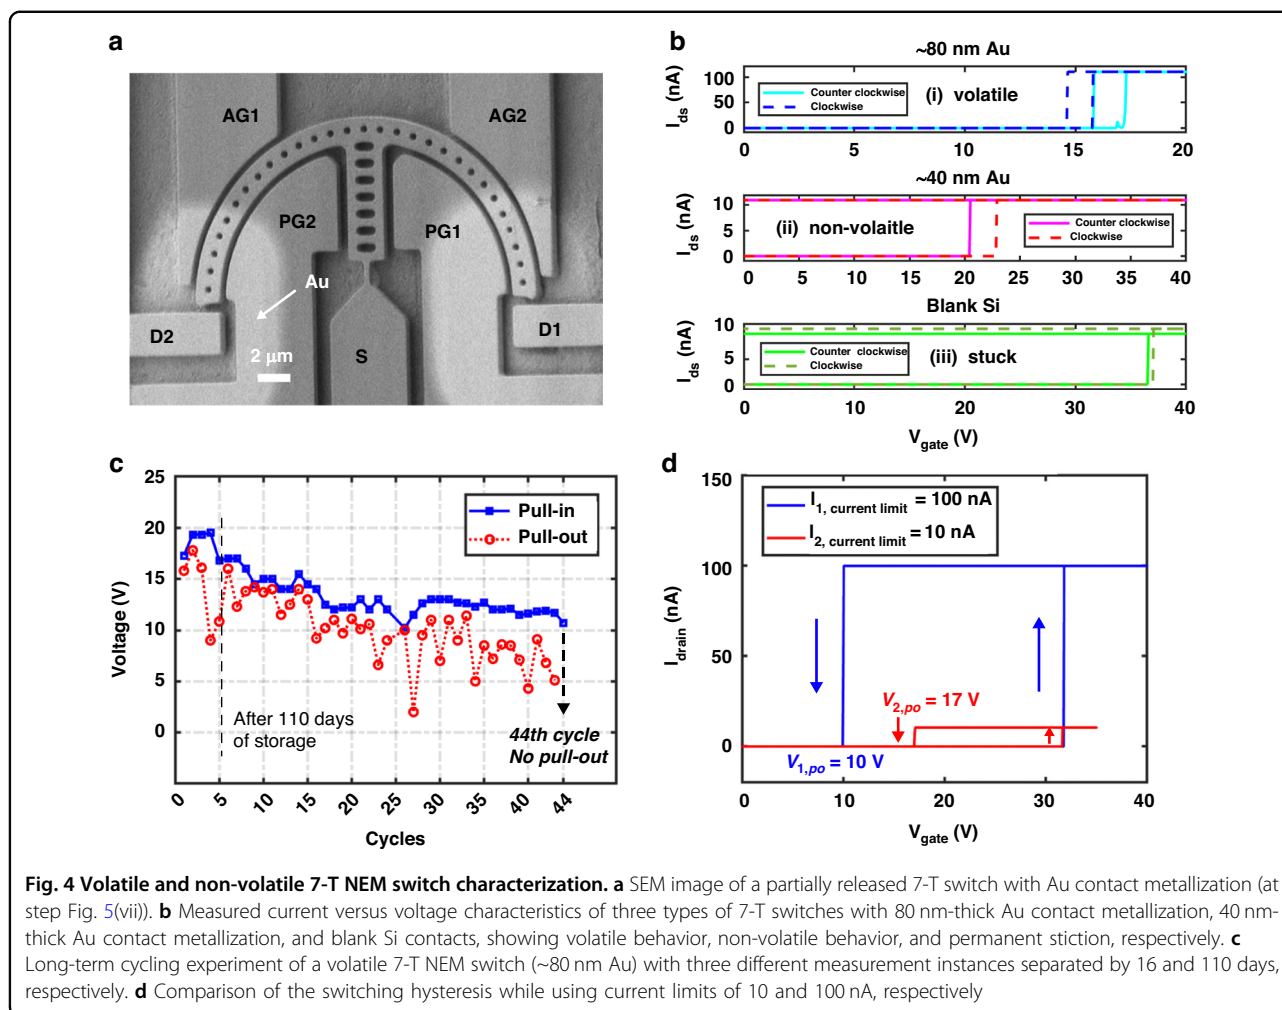 a
AG1
AG2
PG2
PG1
Au
D2
D1
S
2 μm
b
~80 nm Au
I_ds (nA)
100
50
0
Counter clockwise
Clockwise
(i) volatile
0 5 10 15 20
~40 nm Au
I_ds (nA)
10
5
0
(ii) non-volaitle
Counter clockwise
Clockwise
0 5 10 15 20 25 30 35 40
Blank Si
I_ds (nA)
10
5
0
Counter clockwise
Clockwise
(iii) stuck
0 10 20 30 40
V_gate (V)
c
Voltage (V)
25
20
15
10
5
0
Pull-in
Pull-out
After 110 days
of storage
44th cycle
No pull-out
0 5 10 15 20 25 30 35 40 44
Cycles
d
I_drain (nA)
150
100
50
0
I_1, current limit = 100 nA
I_2, current limit = 10 nA
V_2,po = 17 V
V_1,po = 10 V
0 10 20 30 40
V_gate (V)
Fig. 4 Volatile and non-volatile 7-T NEM switch characterization. a SEM image of a partially released 7-T switch with Au contact metallization (at
step Fig. 5(vii)). b Measured current versus voltage characteristics of three types of 7-T switches with 80 nm-thick Au contact metallization, 40 nm-
thick Au contact metallization, and blank Si contacts, showing volatile behavior, non-volatile behavior, and permanent stiction, respectively. c
Long-term cycling experiment of a volatile 7-T NEM switch (~80 nm Au) with three different measurement instances separated by 16 and 110 days,
respectively. d Comparison of the switching hysteresis while using current limits of 10 and 100 nA, respectively